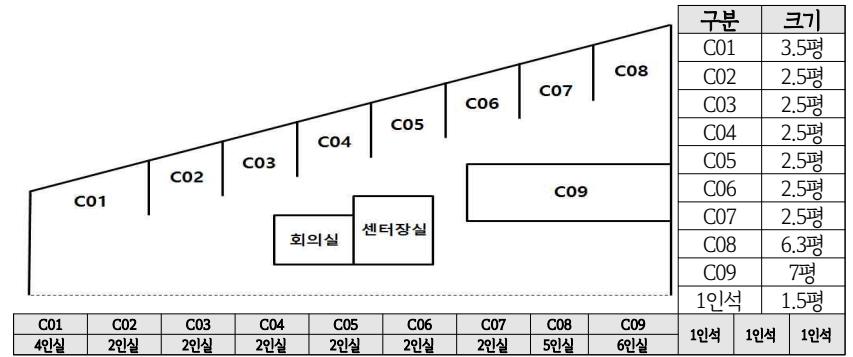 구분 크기
C01 3.5평
C02 2.5평
C03 2.5평
C04 2.5평
C05 2.5평
C06 2.5평
C07 2.5평
C08 6.3평
C09 7평
1인석 1.5평
C01
C02
C03
C04
C05
C06
C07
C08
C09
회의실
센터장실
C01 C02 C03 C04 C05 C06 C07 C08 C09
4인실 2인실 2인실 2인실 2인실 2인실 2인실 5인실 6인실
1인석 1인석 1인석